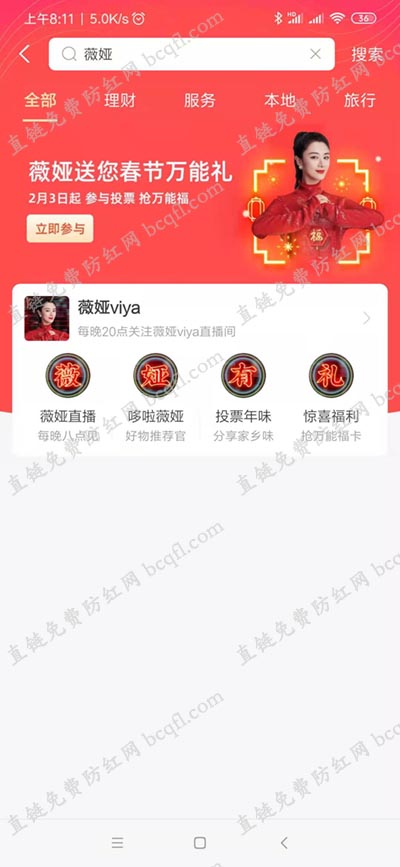 上午8:11 | 5.0K/s
HD
36
薇娅
搜索
全部 理财 服务 本地 旅行
薇娅送您春节万能礼
2月3日起 参与投票 抢万能福
立即参与
福
薇娅viya
每晚20点关注薇娅viya直播间
薇 娅 有 礼
薇娅直播 哆啦薇娅 投票年味 惊喜福利
每晚八点见 好物推荐官 分享家乡味 抢万能福卡
直链免费防红网 bcqfl.com